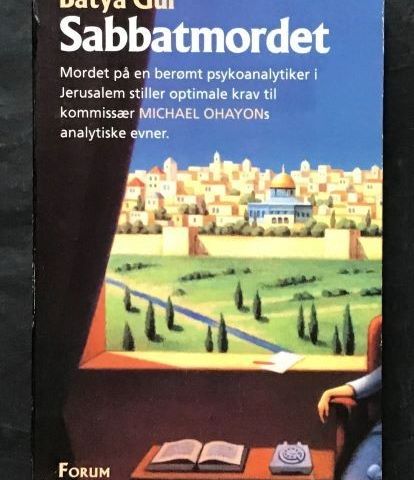 Batya Gur
Sabbatmordet
Mordet på en berømt psykoanalytiker i
Jerusalem stiller optimale krav til
kommissær MICHAEL OHAYONs
analytiske evner.
FORUM